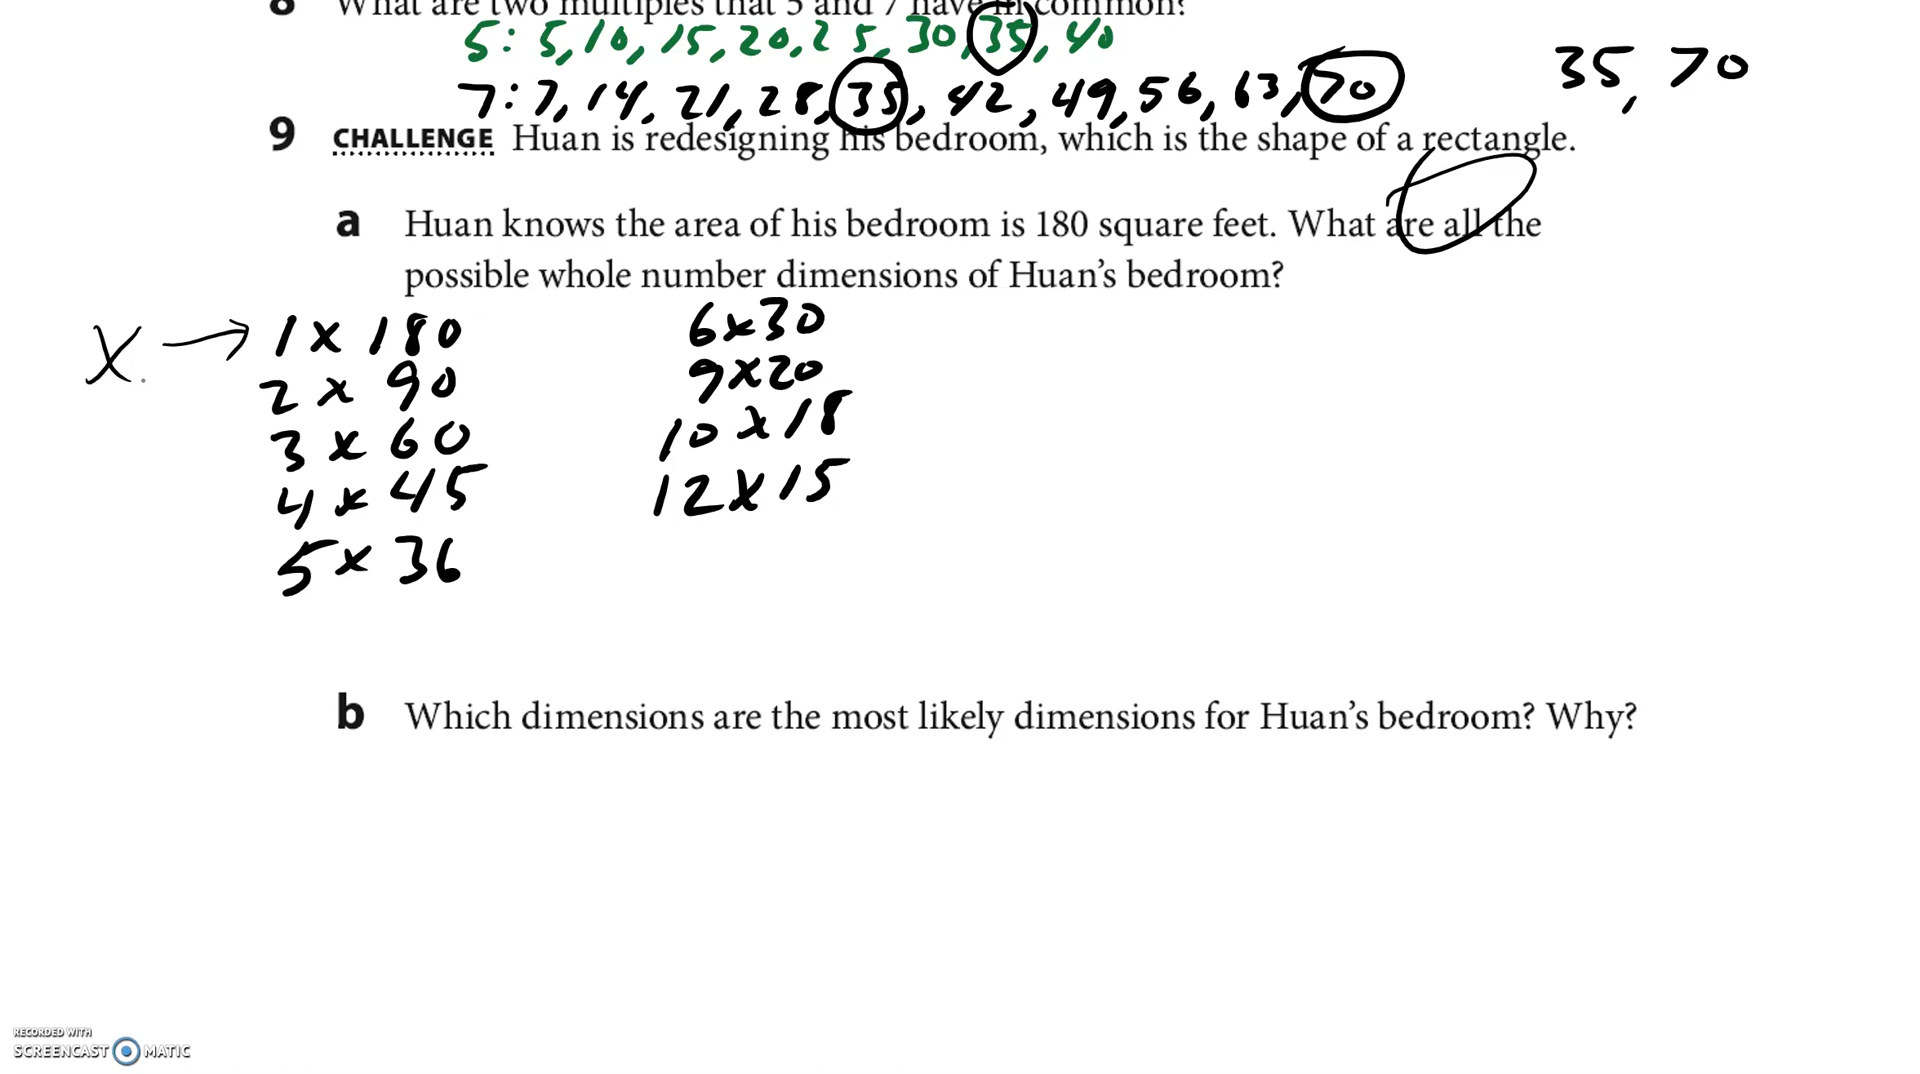 8 What are two multiples that 5 and 7 have in common?
5: 5, 10, 15, 20, 25, 30, 35, 40
7: 7, 14, 21, 28, 35, 42, 49, 56, 63, 70
35, 70
9 CHALLENGE Huan is redesigning his bedroom, which is the shape of a rectangle.
a Huan knows the area of his bedroom is 180 square feet. What are all the
possible whole number dimensions of Huan's bedroom?
X → 1 x 180
2 x 90
3 x 60
4 x 45
5 x 36
6 x 30
9 x 20
10 x 18
12 x 15
b Which dimensions are the most likely dimensions for Huan's bedroom? Why?
RECORDED WITH
SCREENCAST MATIC